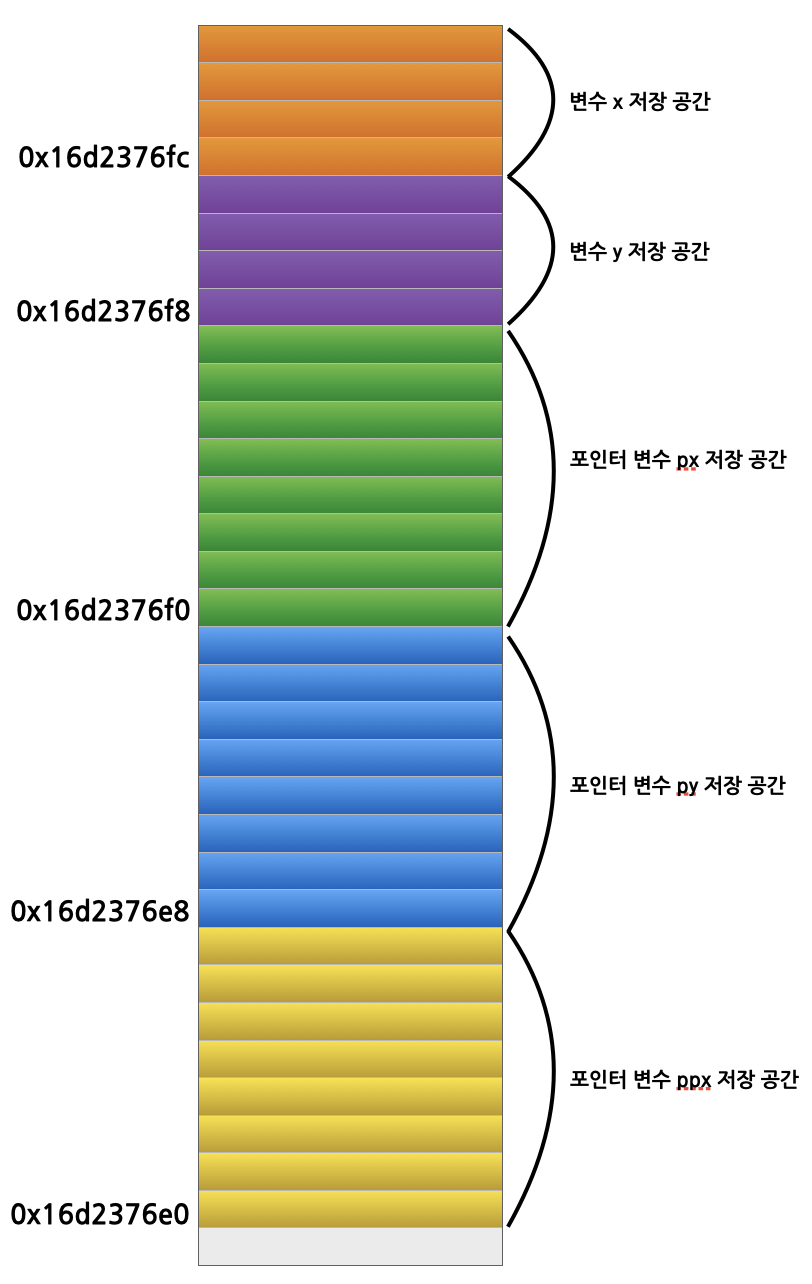 변수 x 저장 공간
0x16d2376fc
변수 y 저장 공간
0x16d2376f8
포인터 변수 px 저장 공간
0x16d2376f0
포인터 변수 py 저장 공간
0x16d2376e8
포인터 변수 ppx 저장 공간
0x16d2376e0